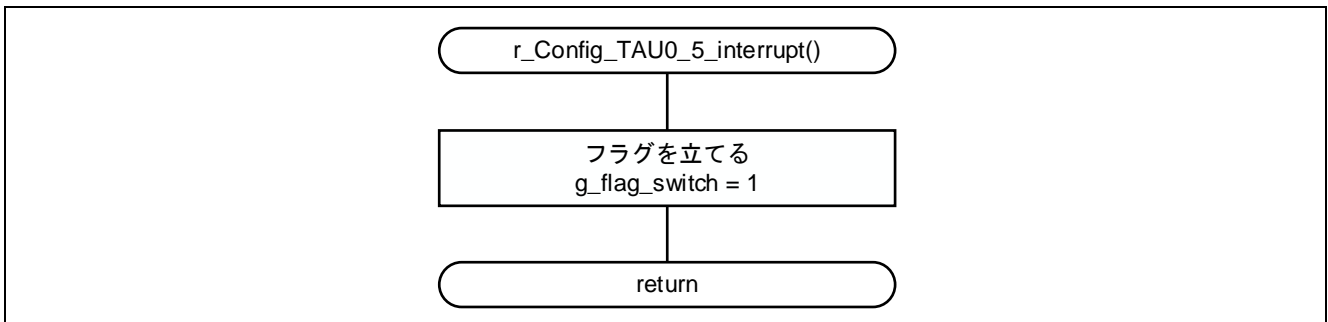 r_Config_TAU0_5_interrupt()
フラグを立てる
g_flag_switch = 1
return